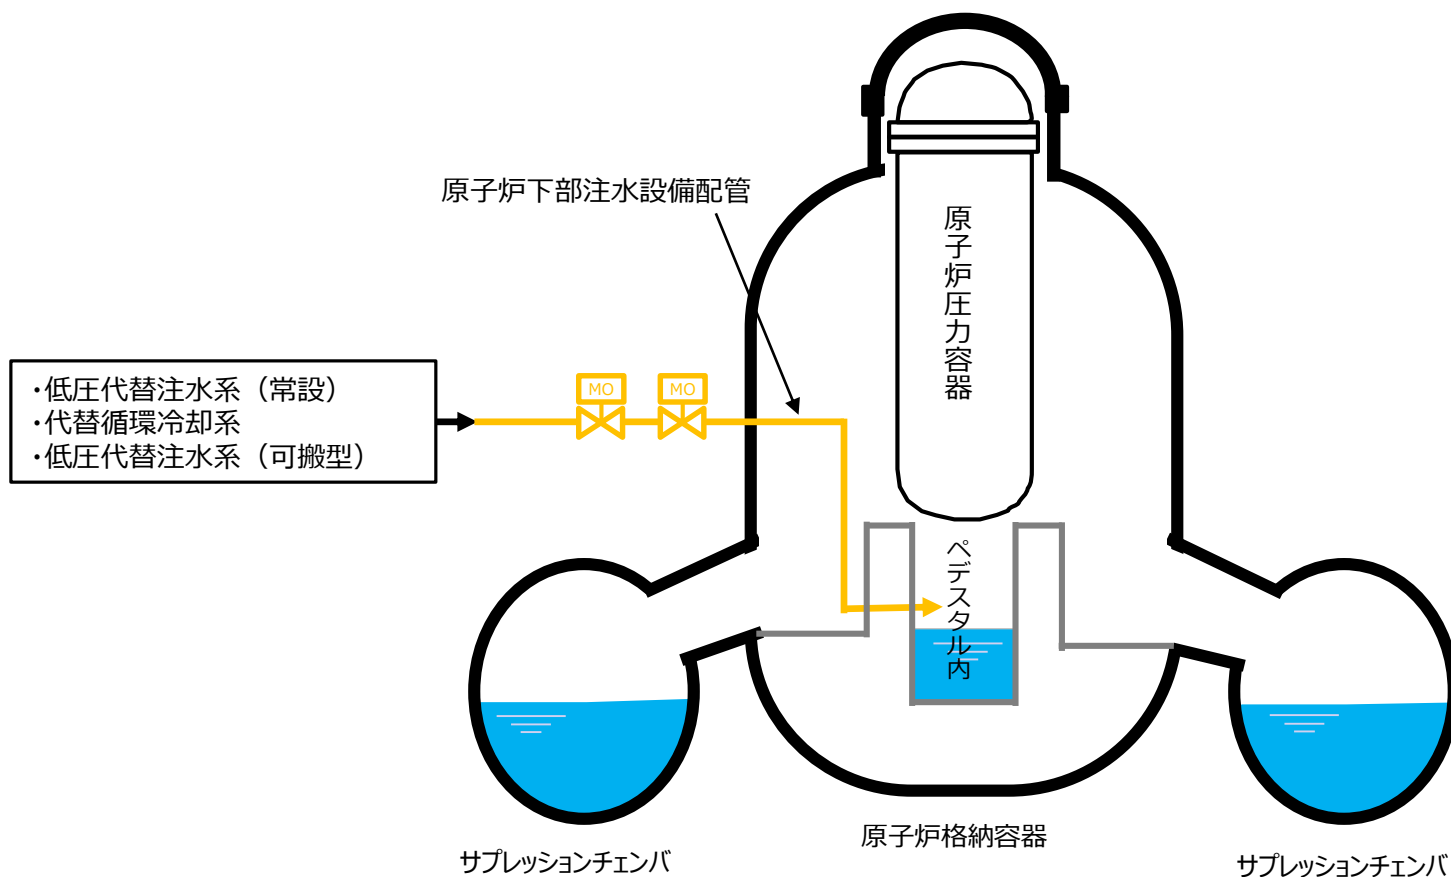 原子炉下部注水設備配管
原子炉圧力容器
・低圧代替注水系（常設）
・代替循環冷却系
・低圧代替注水系（可搬型）
MO
MO
ペデスタル内
原子炉格納容器
サプレッションチェンバ
サプレッションチェンバ